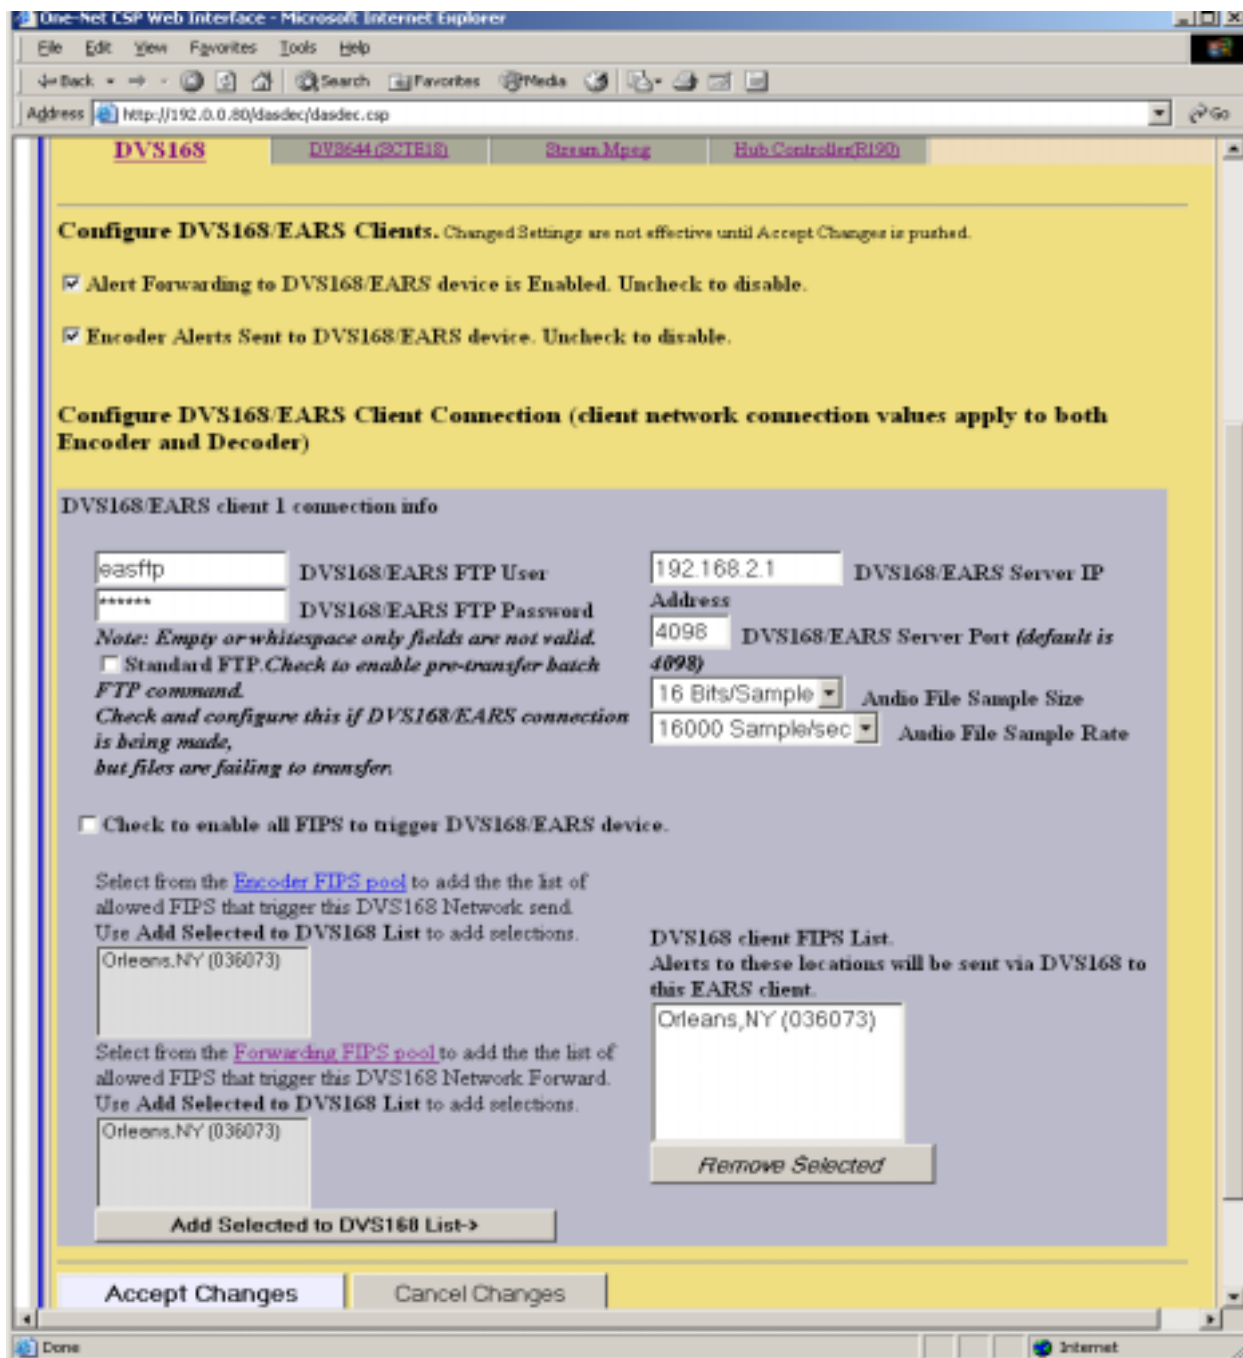 One-Net CSP Web Interface - Microsoft Internet Explorer
File Edit View Favorites Tools Help
Back Search Favorites Media
Address http://192.0.0.80/dasdec/dasdec.csp Go
DVS168 DVS644 (SCTE18) Stream Mpeg Hub Controller(R190)
Configure DVS168/EARS Clients. Changed Settings are not effective until Accept Changes is pushed.
Alert Forwarding to DVS168/EARS device is Enabled. Uncheck to disable.
Encoder Alerts Sent to DVS168/EARS device. Uncheck to disable.
Configure DVS168/EARS Client Connection (client network connection values apply to both
Encoder and Decoder)
DVS168/EARS client 1 connection info
easftp DVS168/EARS FTP User
****** DVS168/EARS FTP Password
Note: Empty or whitespace only fields are not valid.
Standard FTP.Check to enable pre-transfer batch
FTP command.
Check and configure this if DVS168/EARS connection
is being made,
but files are failing to transfer.
192.168.2.1 DVS168/EARS Server IP
Address
4098 DVS168/EARS Server Port (default is
4098)
16 Bits/Sample Audio File Sample Size
16000 Sample/sec Audio File Sample Rate
Check to enable all FIPS to trigger DVS168/EARS device.
Select from the Encoder FIPS pool to add the the list of
allowed FIPS that trigger this DVS168 Network send.
Use Add Selected to DVS168 List to add selections.
Orleans,NY (036073)
Select from the Forwarding FIPS pool to add the the list of
allowed FIPS that trigger this DVS168 Network Forward.
Use Add Selected to DVS168 List to add selections.
Orleans,NY (036073)
Add Selected to DVS168 List->
DVS168 client FIPS List.
Alerts to these locations will be sent via DVS168 to
this EARS client.
Orleans,NY (036073)
Remove Selected
Accept Changes Cancel Changes
Done Internet